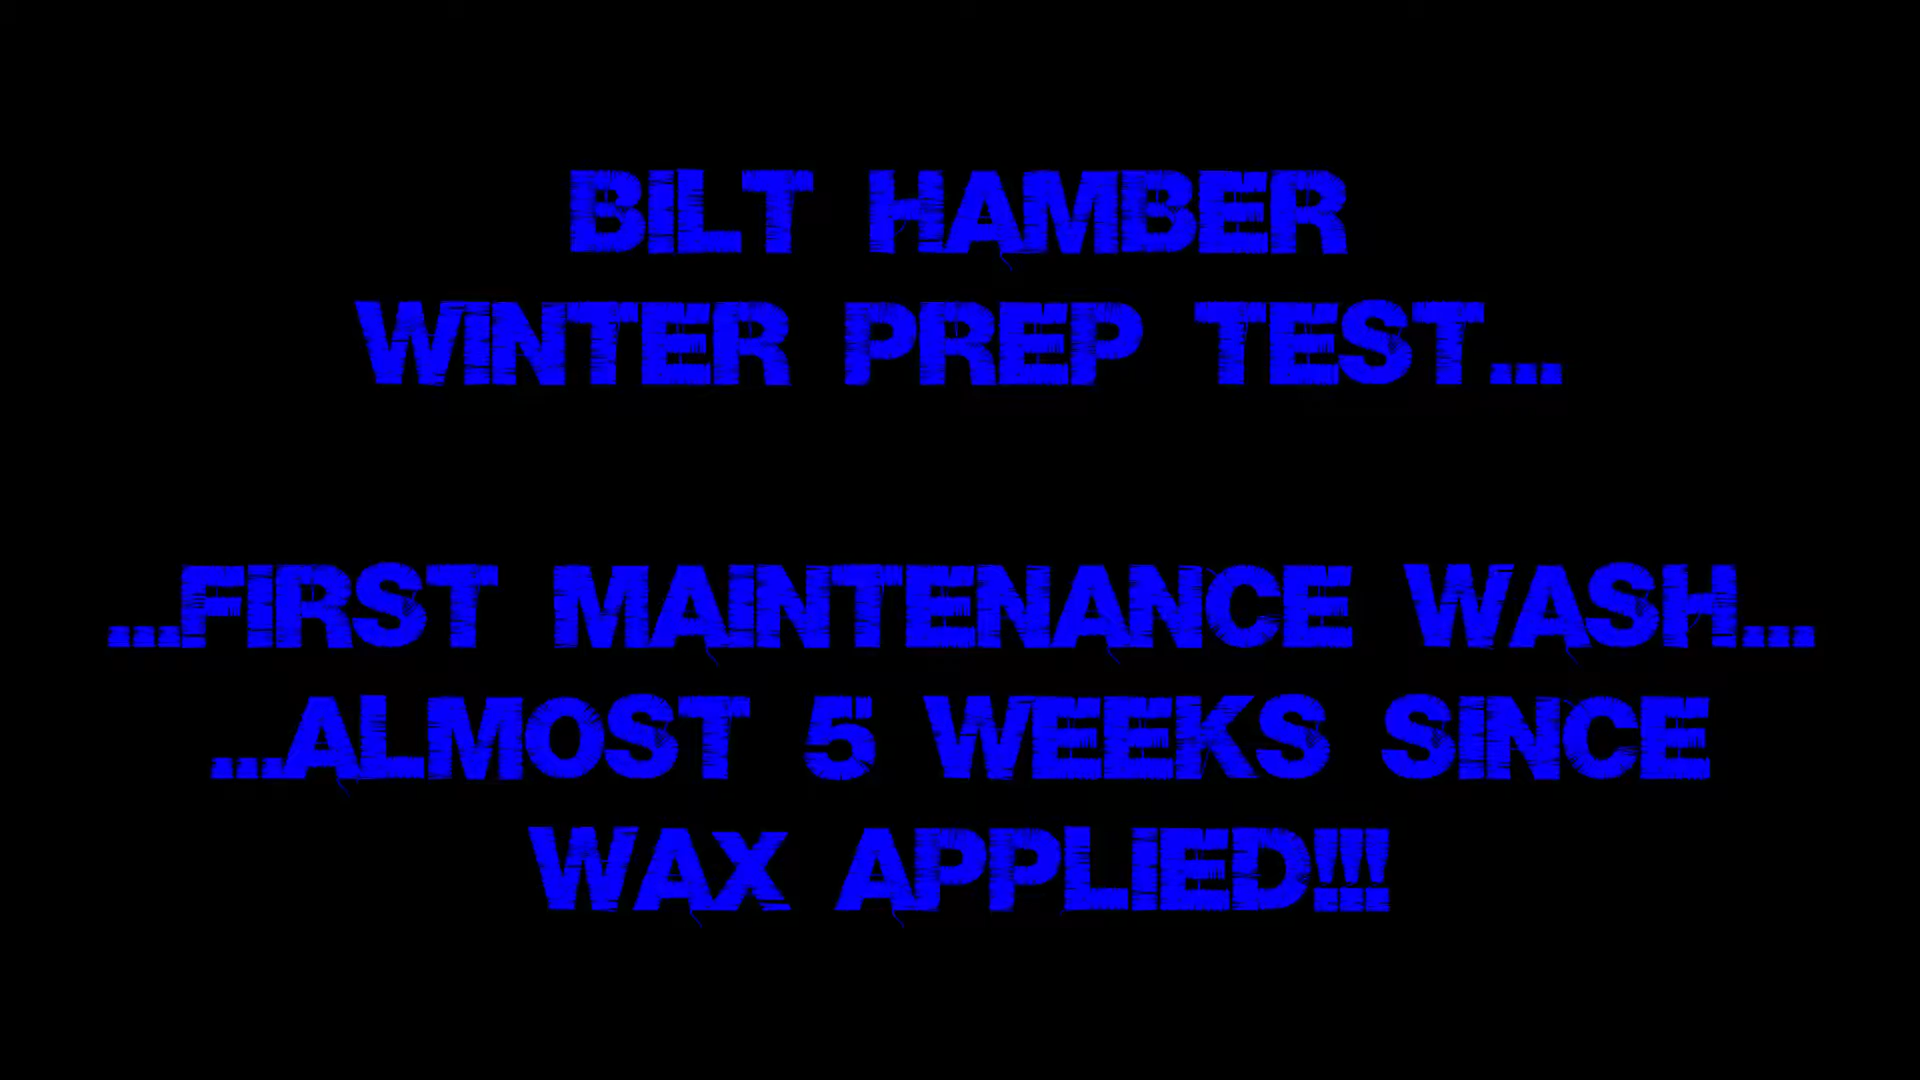 BILT HAMBER
WINTER PREP TEST...
...FIRST MAINTENANCE WASH...
...ALMOST 5 WEEKS SINCE
WAX APPLIED!!!